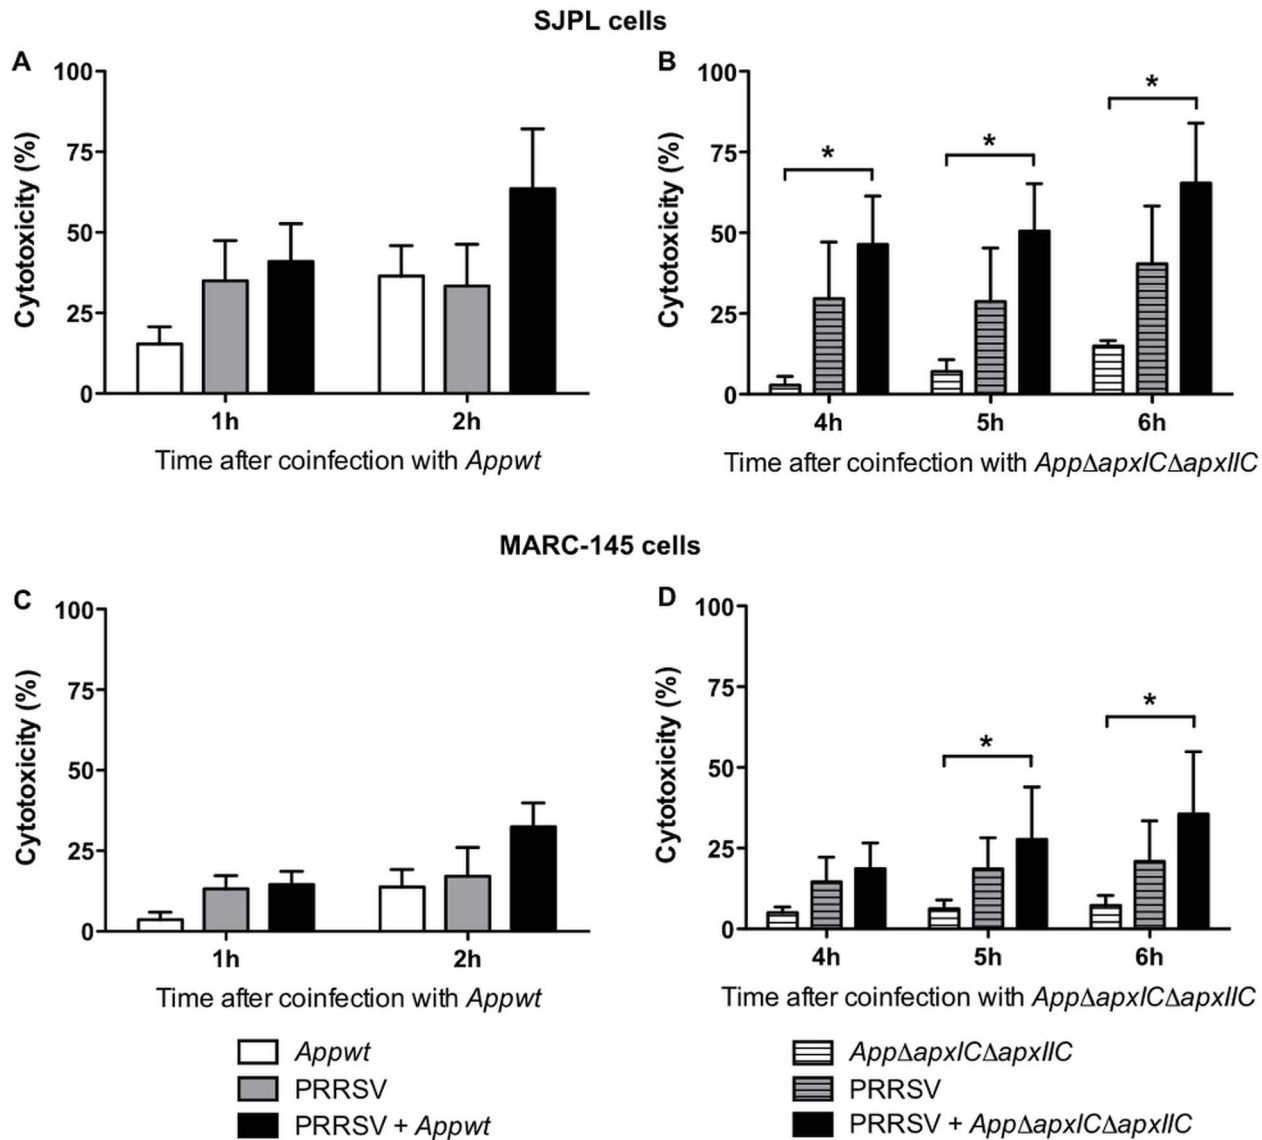 SJPL cells
A
100
75
50
25
0
Cytotoxicity (%)
1h 2h
Time after coinfection with Appwt
B
100
75
50
25
0
Cytotoxicity (%)
* * *
4h 5h 6h
Time after coinfection with AppΔapxICΔapxIIC
MARC-145 cells
C
100
75
50
25
0
Cytotoxicity (%)
1h 2h
Time after coinfection with Appwt
D
100
75
50
25
0
Cytotoxicity (%)
* *
4h 5h 6h
Time after coinfection with AppΔapxICΔapxIIC
Appwt
PRRSV
PRRSV + Appwt
AppΔapxICΔapxIIC
PRRSV
PRRSV + AppΔapxICΔapxIIC